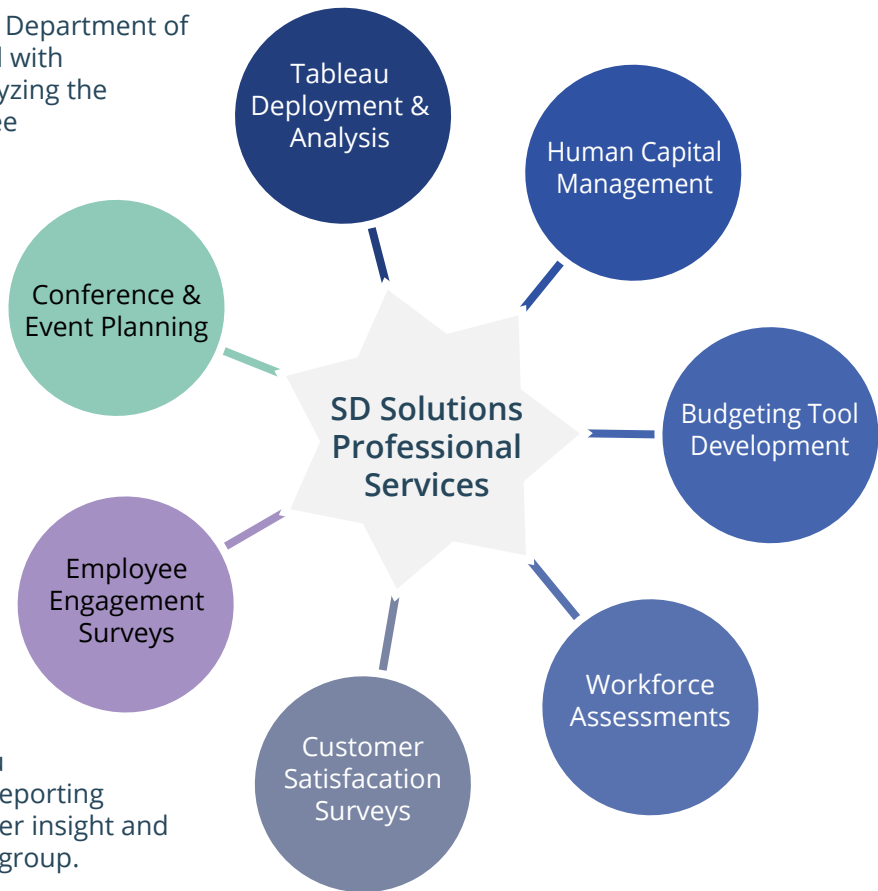 Department of
with
yzing the
ee
Tableau
Deployment &
Analysis
Human Capital
Management
Conference &
Event Planning
SD Solutions
Professional
Services
Budgeting Tool
Development
Employee
Engagement
Surveys
Workforce
Assessments
Customer
Satisfacation
Surveys
eporting
er insight and
group.